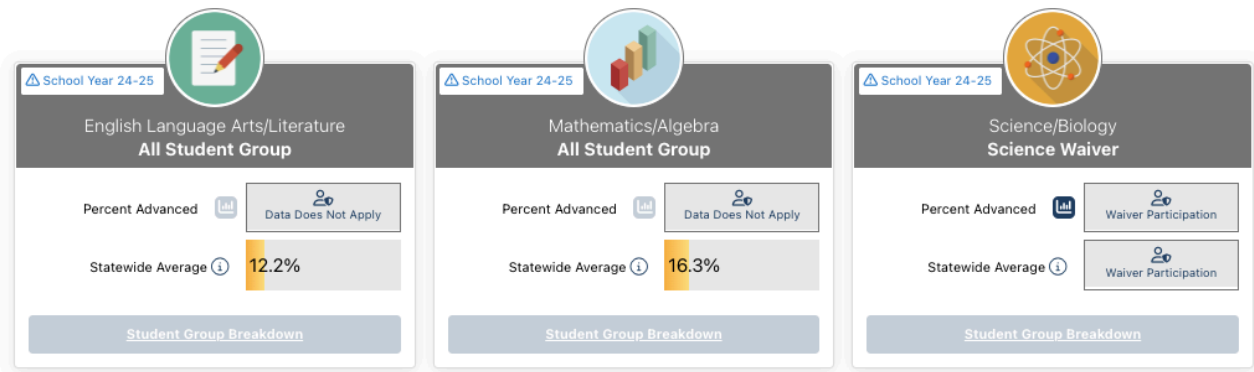 School Year 24-25
English Language Arts/Literature
All Student Group
Percent Advanced
Data Does Not Apply
Statewide Average
12.2%
Student Group Breakdown
School Year 24-25
Mathematics/Algebra
All Student Group
Percent Advanced
Data Does Not Apply
Statewide Average
16.3%
Student Group Breakdown
School Year 24-25
Science/Biology
Science Waiver
Percent Advanced
Waiver Participation
Statewide Average
Waiver Participation
Student Group Breakdown